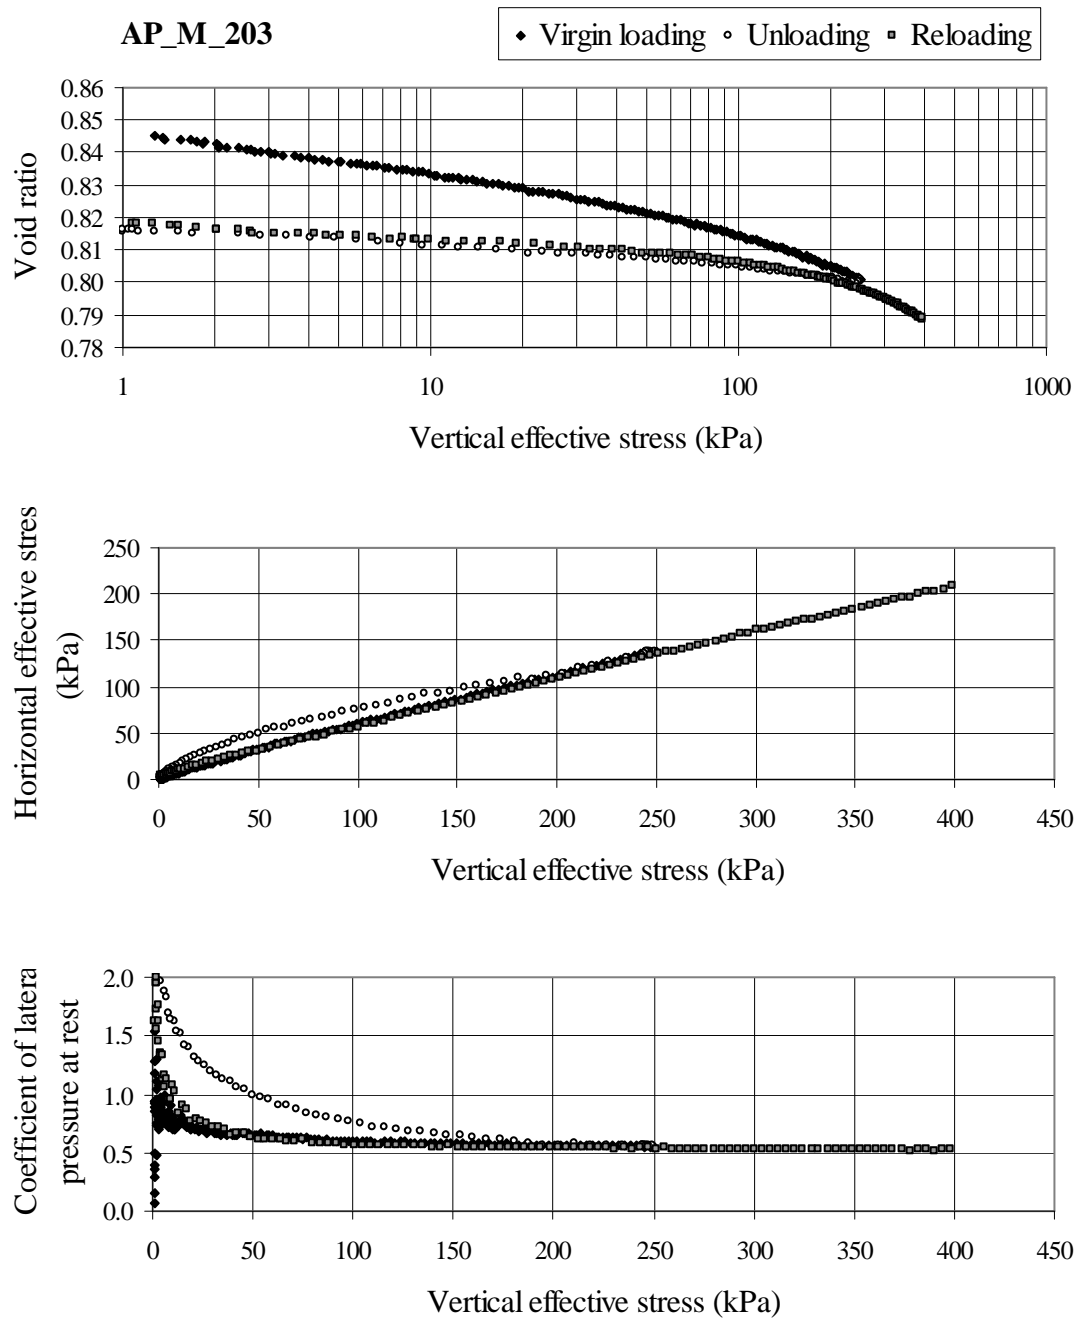 AP_M_203
Virgin loading Unloading Reloading
Void ratio
0.86
0.85
0.84
0.83
0.82
0.81
0.80
0.79
0.78
1 10 100 1000
Vertical effective stress (kPa)
Horizontal effective stres
(kPa)
250
200
150
100
50
0
0 50 100 150 200 250 300 350 400 450
Vertical effective stress (kPa)
Coefficient of latera
pressure at rest
2.0
1.5
1.0
0.5
0.0
0 50 100 150 200 250 300 350 400 450
Vertical effective stress (kPa)